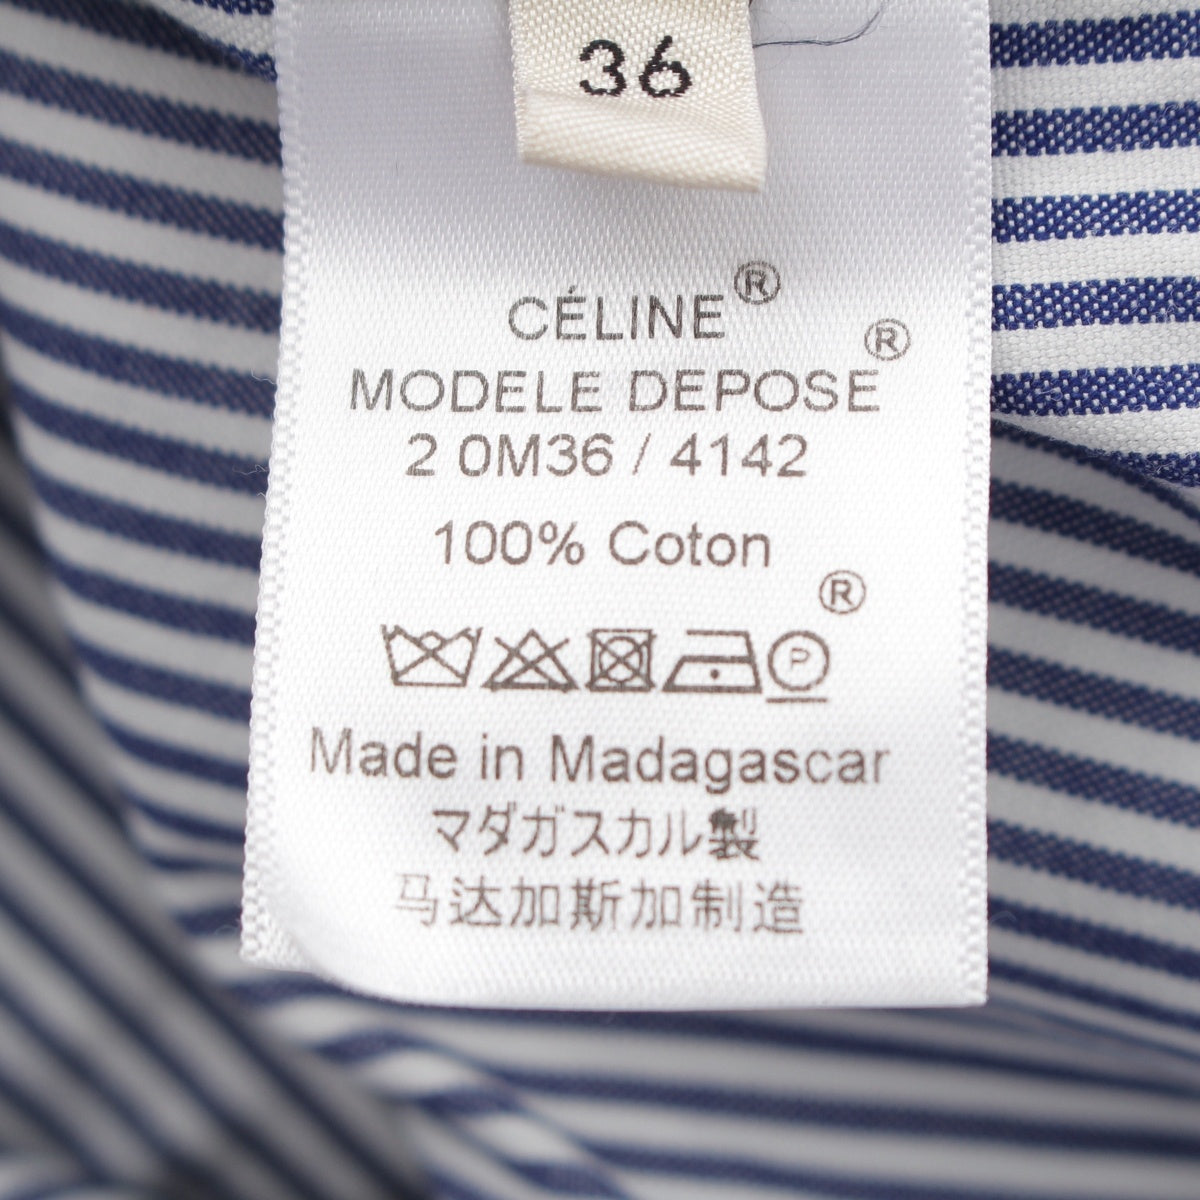 36
CÉLINE®
MODELE DEPOSE®
2 0M36 / 4142
100% Coton
®
P
Made in Madagascar
マダガスカル製
马达加斯加制造